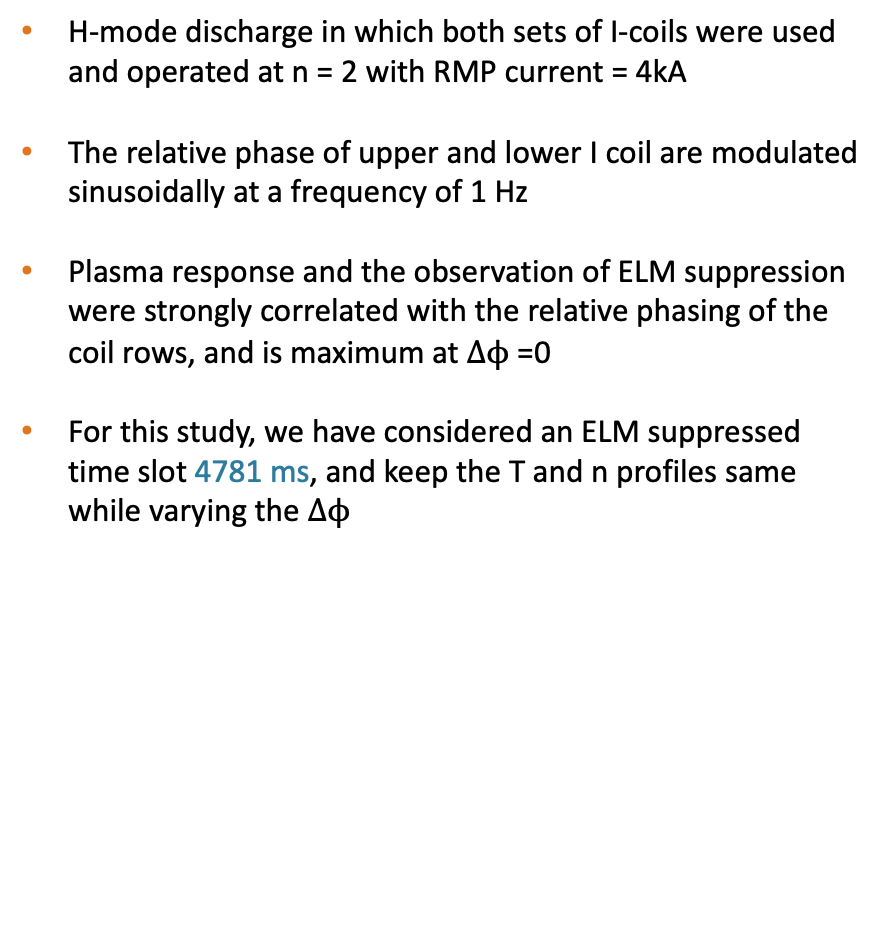 • H-mode discharge in which both sets of I-coils were used
and operated at n = 2 with RMP current = 4kA
• The relative phase of upper and lower I coil are modulated
sinusoidally at a frequency of 1 Hz
• Plasma response and the observation of ELM suppression
were strongly correlated with the relative phasing of the
coil rows, and is maximum at Δϕ =0
• For this study, we have considered an ELM suppressed
time slot 4781 ms, and keep the T and n profiles same
while varying the Δϕ